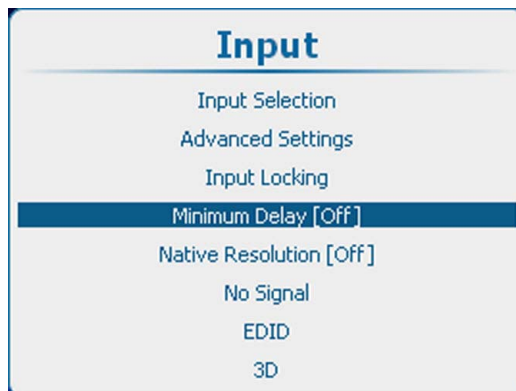 Input
Input Selection
Advanced Settings
Input Locking
Minimum Delay [Off]
Native Resolution [Off]
No Signal
EDID
3D